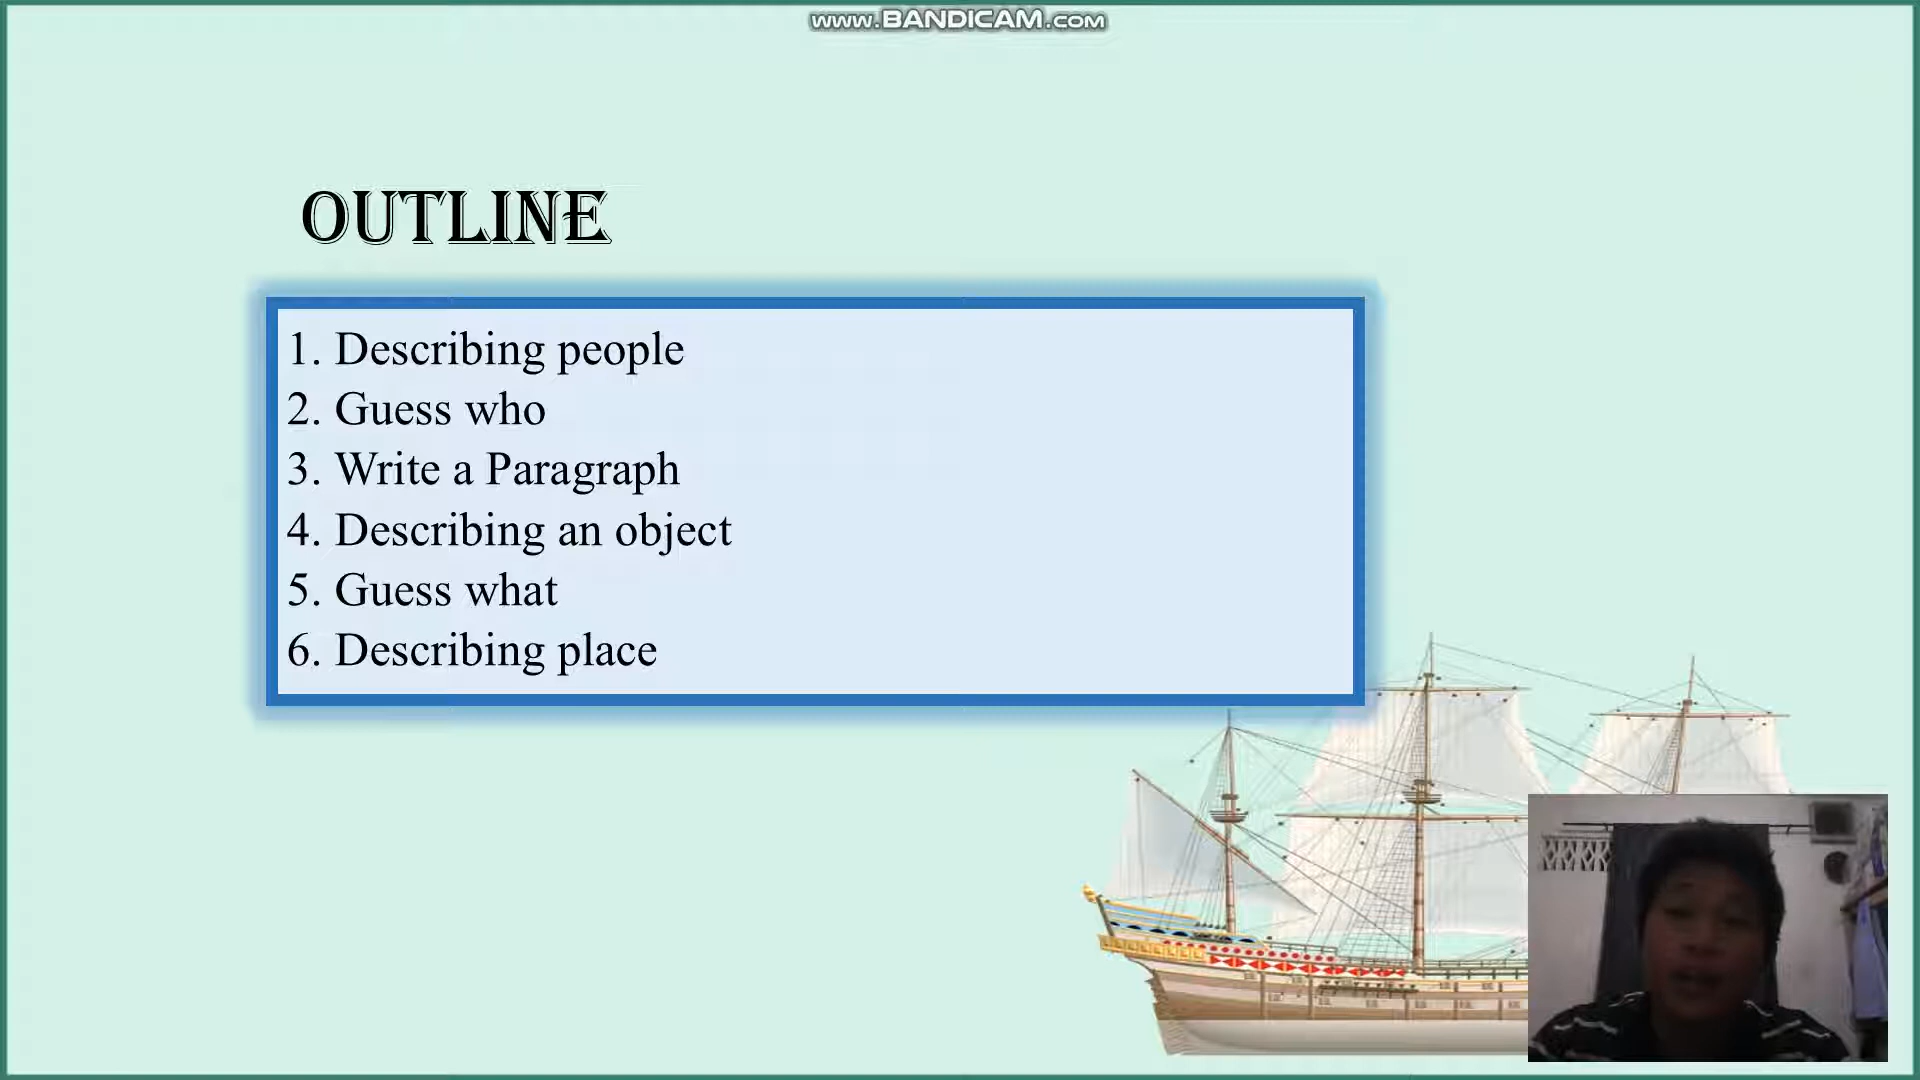 www.BANDICAM.com
OUTLINE
1. Describing people
2. Guess who
3. Write a Paragraph
4. Describing an object
5. Guess what
6. Describing place